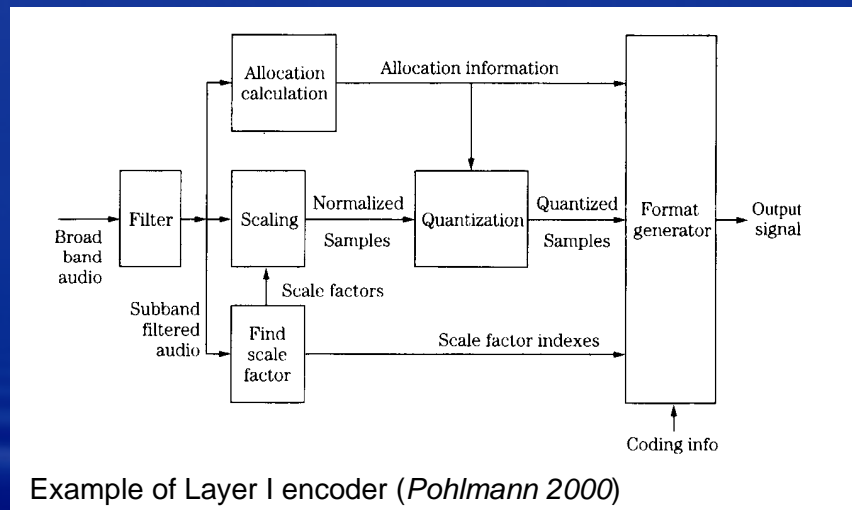 Allocation
calculation
Allocation information
Filter
Scaling
Normalized
Samples
Quantization
Quantized
Samples
Format
generator
Output
signal
Broad
band
audio
Scale factors
Subband
filtered
audio
Find
scale
factor
Scale factor indexes
Coding info
Example of Layer I encoder (Pohlmann 2000)